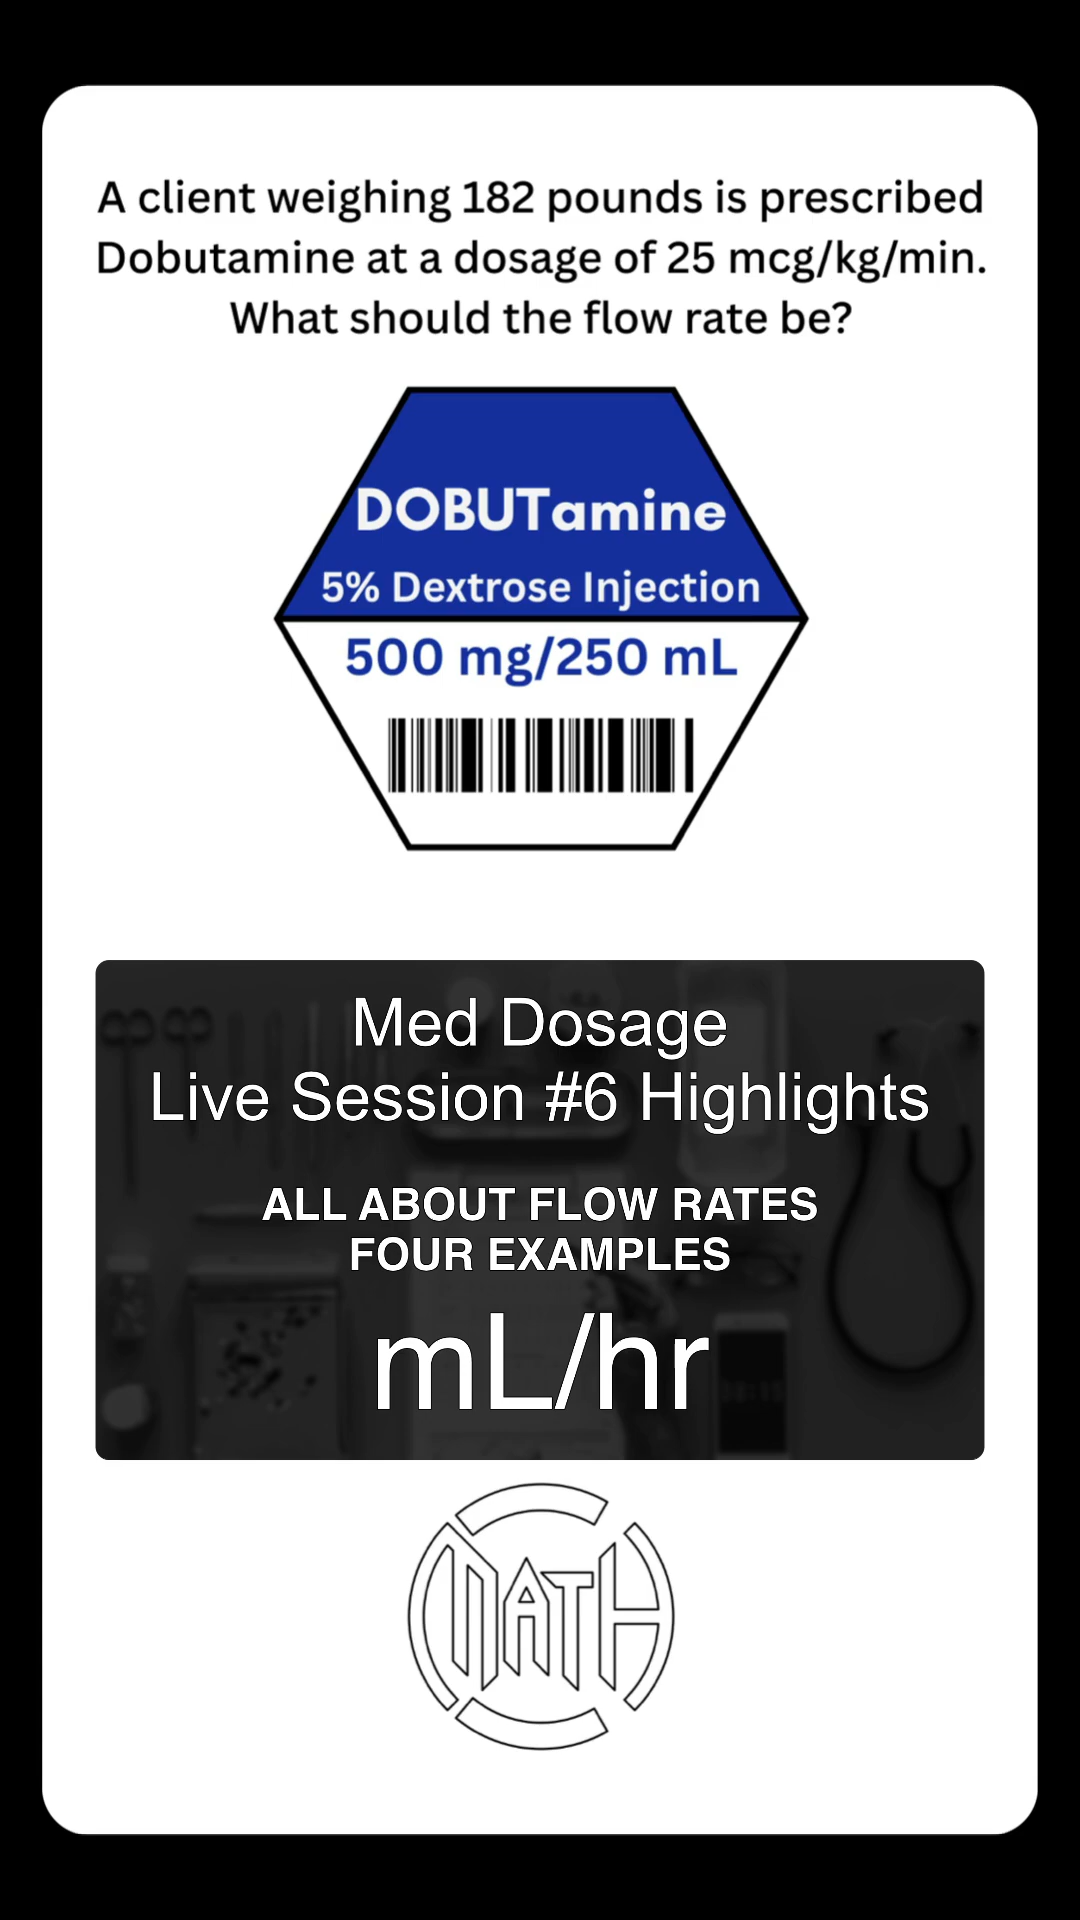 A client weighing 182 pounds is prescribed
Dobutamine at a dosage of 25 mcg/kg/min.
What should the flow rate be?
DOBUTamine
5% Dextrose Injection
500 mg/250 mL
Med Dosage
Live Session #6 Highlights
ALL ABOUT FLOW RATES
FOUR EXAMPLES
mL/hr
MATH